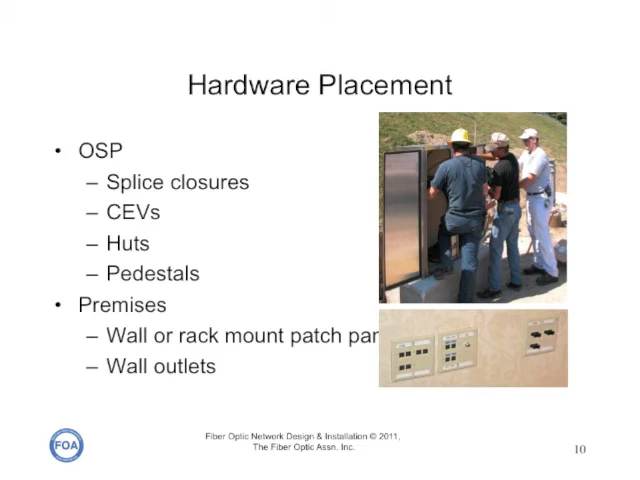 Hardware Placement
• OSP
– Splice closures
– CEVs
– Huts
– Pedestals
• Premises
– Wall or rack mount patch pan
– Wall outlets
FOA
Fiber Optic Network Design & Installation © 2011,
The Fiber Optic Assn. Inc.
10